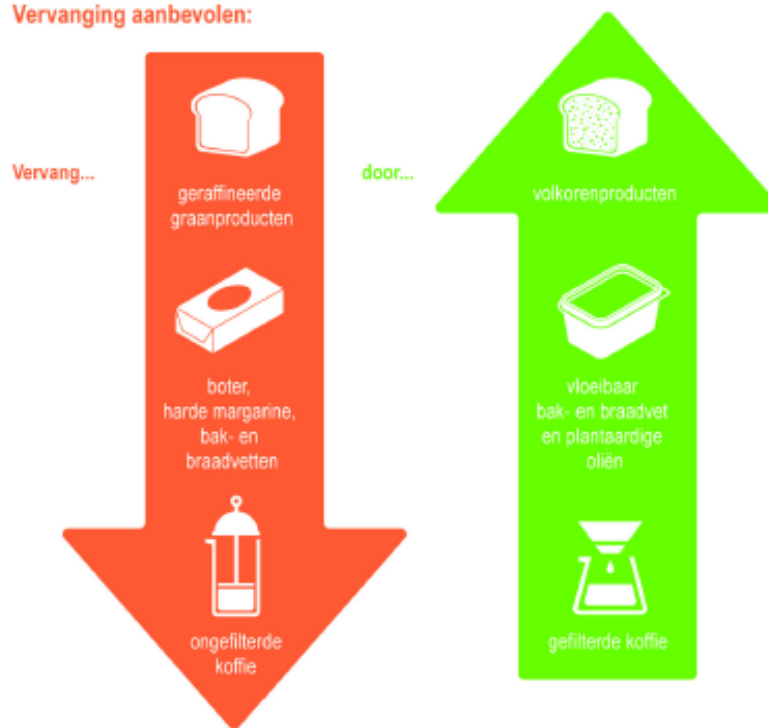 Vervanging aanbevolen:
Vervang...
geraffineerde
graanproducten
door...
volkorenproducten
boter,
harde margarine,
bak- en
braadvetten
vloeibaar
bak- en braadvet
en plantaardige
oliën
ongefilterde
koffie
gefilterde koffie